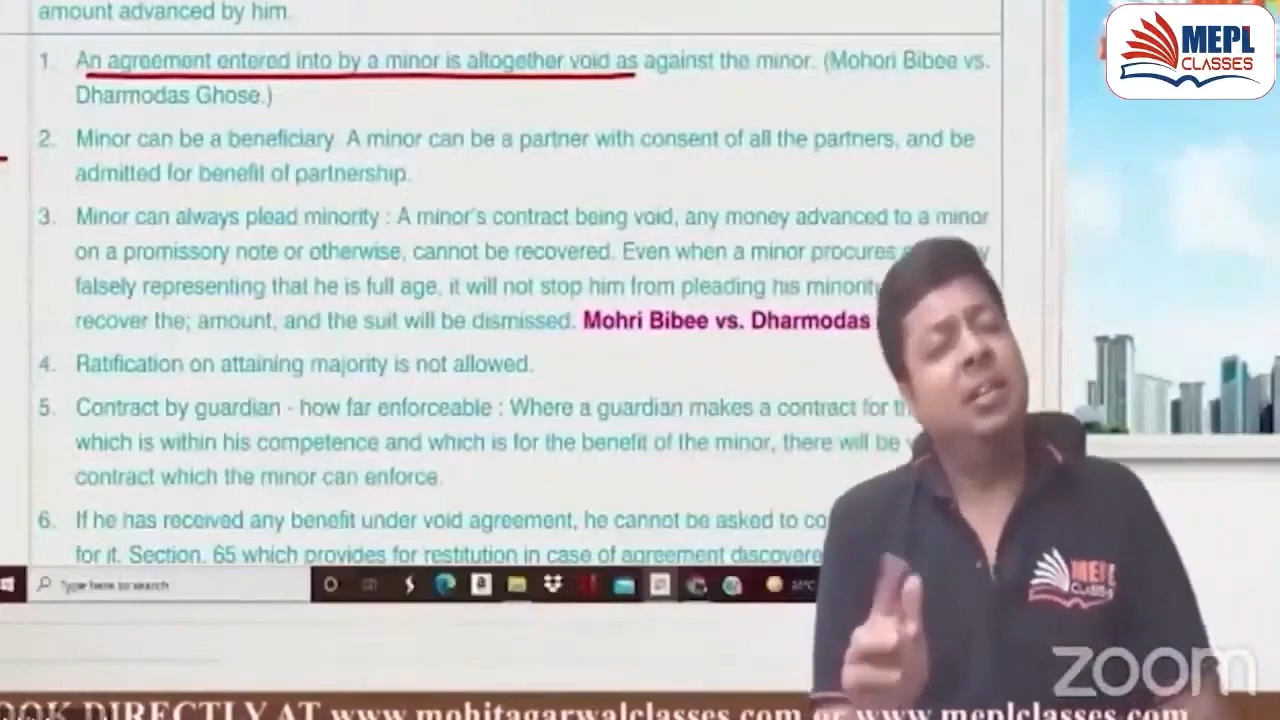 amount advanced by him.
1. An agreement entered into by a minor is altogether void as against the minor. (Mohori Bibee vs.
Dharmodas Ghose.)
2. Minor can be a beneficiary. A minor can be a partner with consent of all the partners, and be
admitted for benefit of partnership.
3. Minor can always plead minority : A minor's contract being void, any money advanced to a minor
on a promissory note or otherwise, cannot be recovered. Even when a minor procures
falsely representing that he is full age, it will not stop him from pleading his minority
recover the; amount, and the suit will be dismissed. Mohri Bibee vs. Dharmodas
4. Ratification on attaining majority is not allowed.
5. Contract by guardian - how far enforceable : Where a guardian makes a contract for
which is within his competence and which is for the benefit of the minor, there will be
contract which the minor can enforce.
6. If he has received any benefit under void agreement, he cannot be asked to
for it. Section. 65 which provides for restitution in case of agreement
Type here to search
MEPL
CLASSES
MEPL
CLASSES
zoom
BOOK DIRECTLY AT www.mohitagarwalclasses.com or www.meplclasses.com